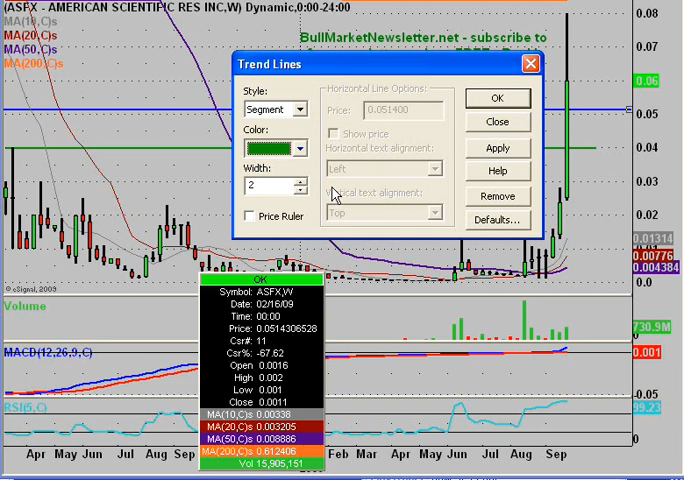 (ASFX - AMERICAN SCIENTIFIC RES INC,W) Dynamic,0:00-24:00
MA(10,C)s
MA(20,C)s
MA(50,C)s
MA(200,C)s
BullMarketNewsletter.net - subscribe to
Trend Lines
Style:
Segment
Color:
Width:
2
Price Ruler
Horizontal Line Options:
Price: 0.051400
Show price
Horizontal text alignment:
Left
Vertical text alignment:
Top
OK
Close
Apply
Help
Remove
Defaults...
0.08
0.07
0.06
0.05
0.04
0.03
0.02
0.01314
0.00776
0.004384
© eSignal, 2009
Volume
730.9M
0
MACD(12,26,9,C)
0.001
-0.05
RSI(5,C)
99.23
0
OK
Symbol: ASFX,W
Date: 02/16/09
Time: 00:00
Price: 0.0514306528
Csr#: 11
Csr%: -67.62
Open 0.0016
High 0.002
Low 0.001
Close 0.0011
MA(10,C)s 0.00338
MA(20,C)s 0.003205
MA(50,C)s 0.008886
MA(200,C)s 0.612406
Vol 15,905,151
Apr May Jun Jul Aug Sep Feb Mar Apr May Jun Jul Aug Sep